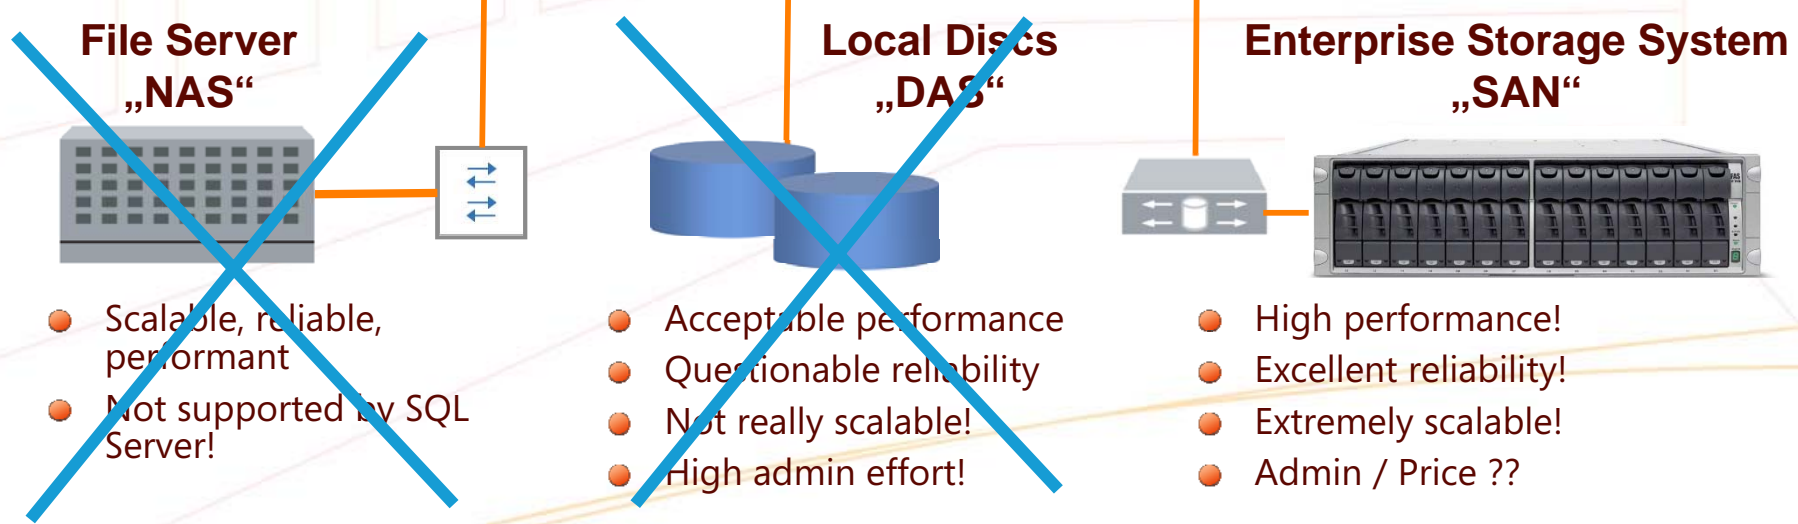 File Server
„NAS“
Scalable, reliable,
performant
Not supported by SQL
Server!
Local Discs
„DAS“
Acceptable performance
Questionable reliability
Not really scalable!
High admin effort!
Enterprise Storage System
„SAN“
High performance!
Excellent reliability!
Extremely scalable!
Admin / Price ??